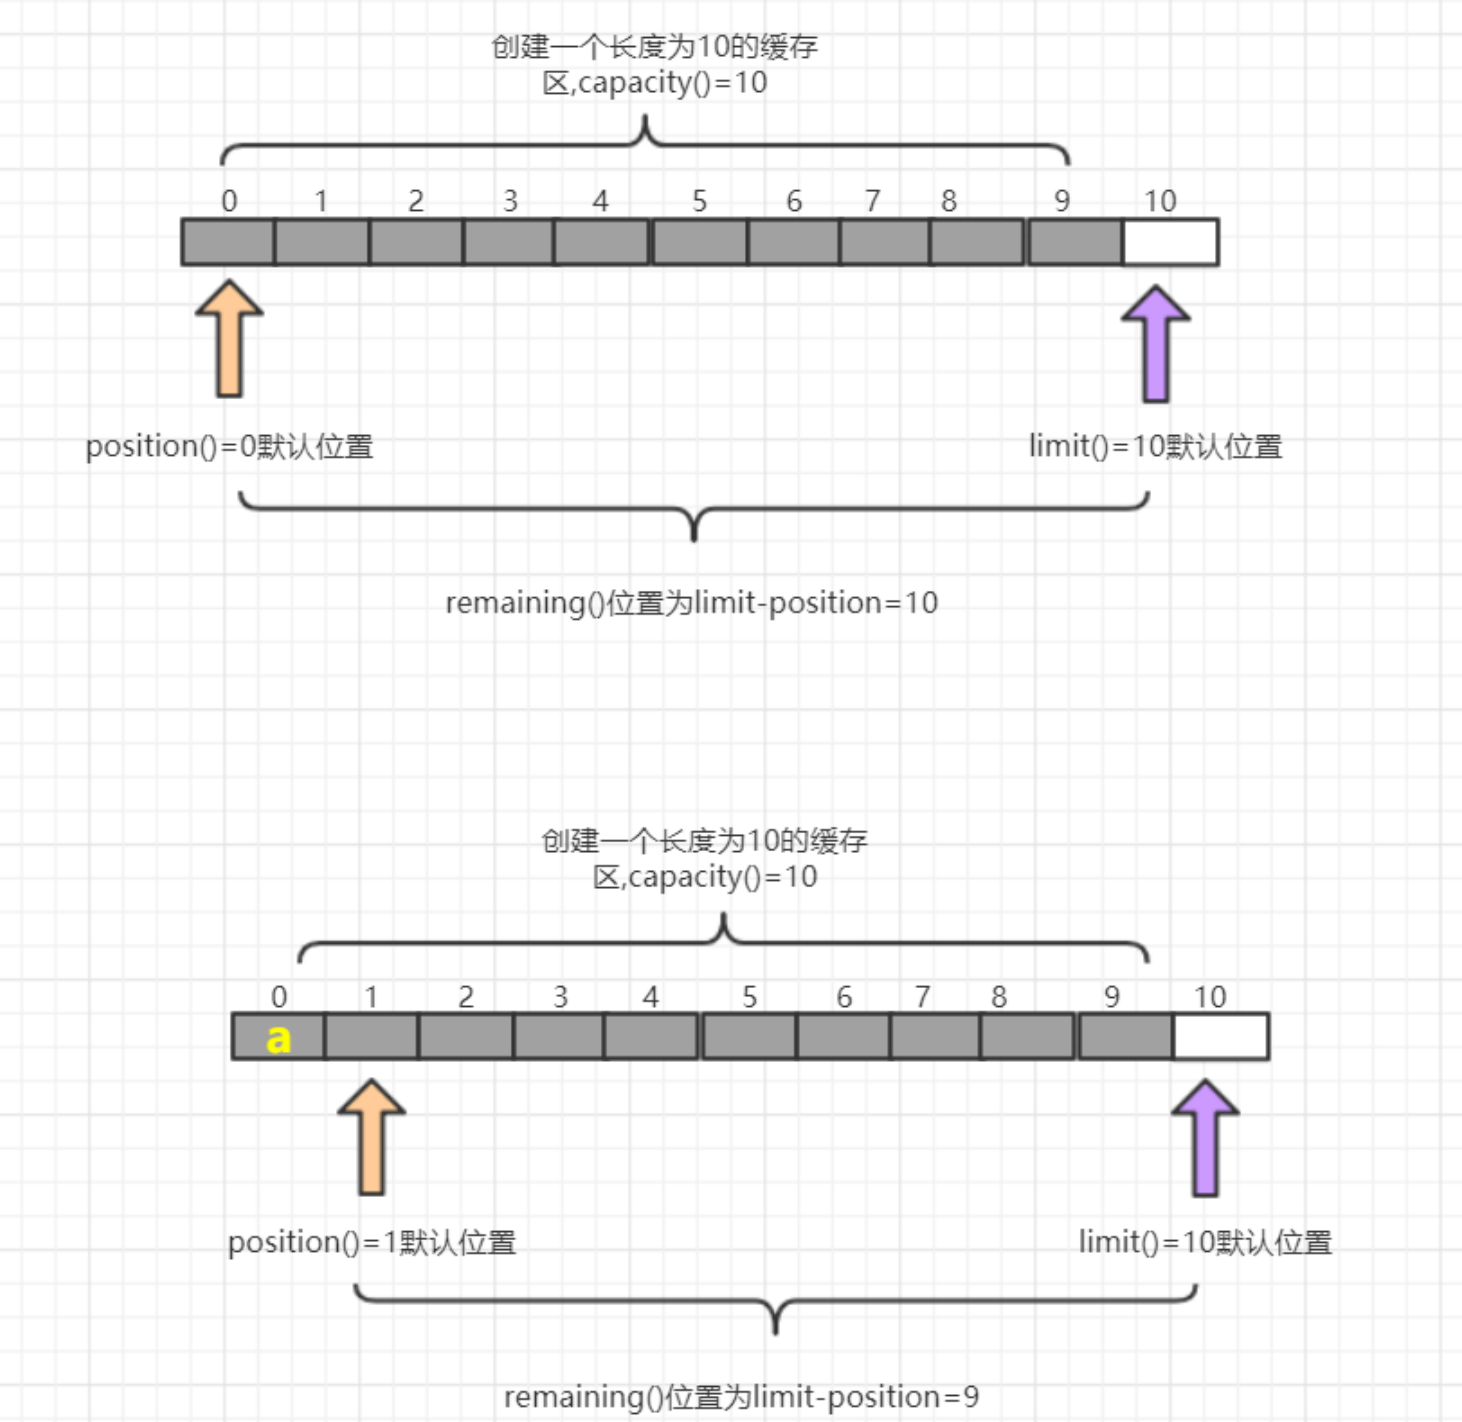 创建一个长度为10的缓存
区,capacity()=10
0 1 2 3 4 5 6 7 8 9 10
position()=0默认位置 limit()=10默认位置
remaining()位置为limit-position=10
创建一个长度为10的缓存
区,capacity()=10
0 1 2 3 4 5 6 7 8 9 10
a
position()=1默认位置 limit()=10默认位置
remaining()位置为limit-position=9